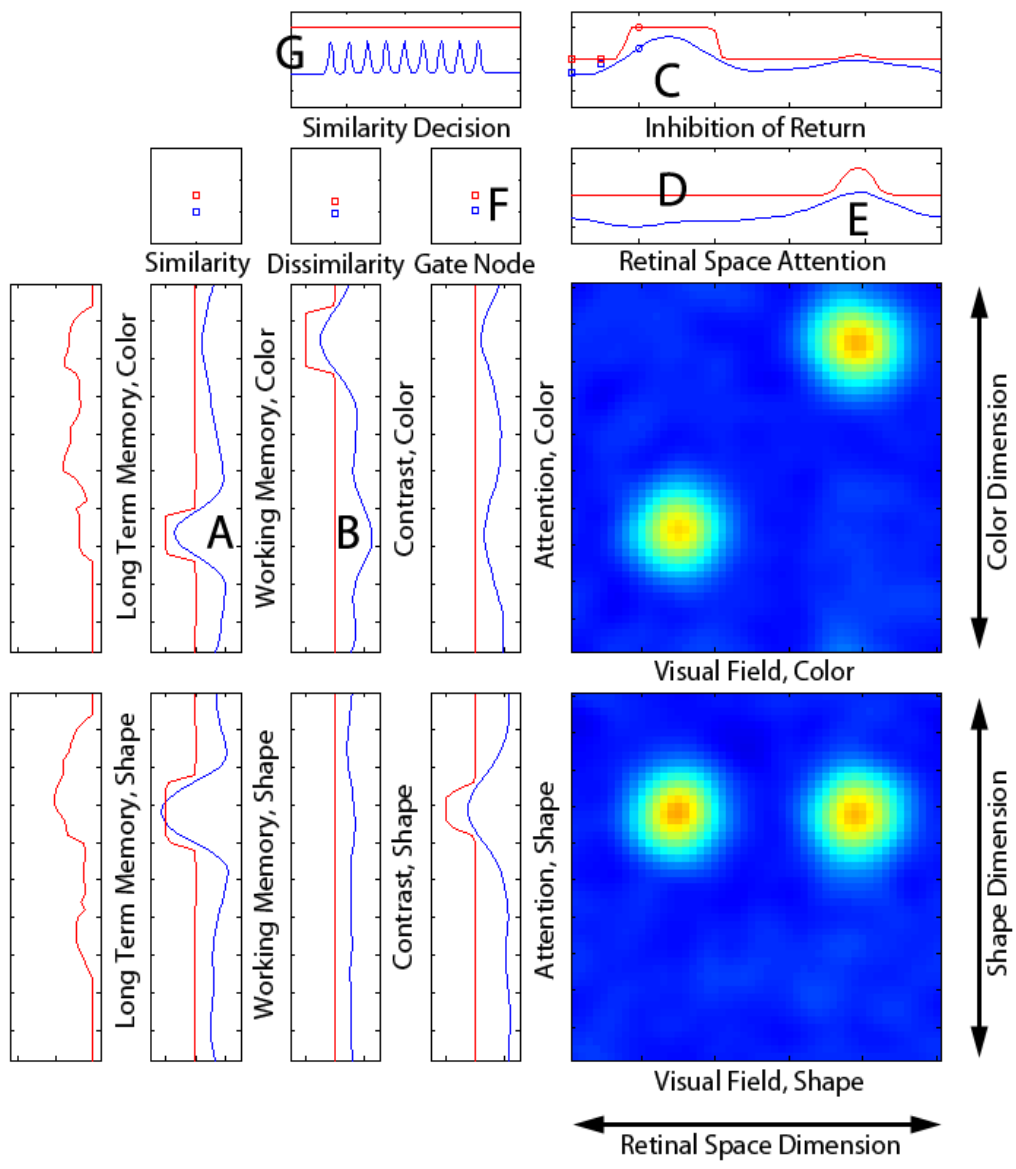 G
C
Similarity Decision
Inhibition of Return
F
D
E
Similarity
Dissimilarity
Gate Node
Retinal Space Attention
Long Term Memory, Color
A
Working Memory, Color
B
Contrast, Color
Attention, Color
Color Dimension
Visual Field, Color
Long Term Memory, Shape
Working Memory, Shape
Contrast, Shape
Attention, Shape
Shape Dimension
Visual Field, Shape
Retinal Space Dimension